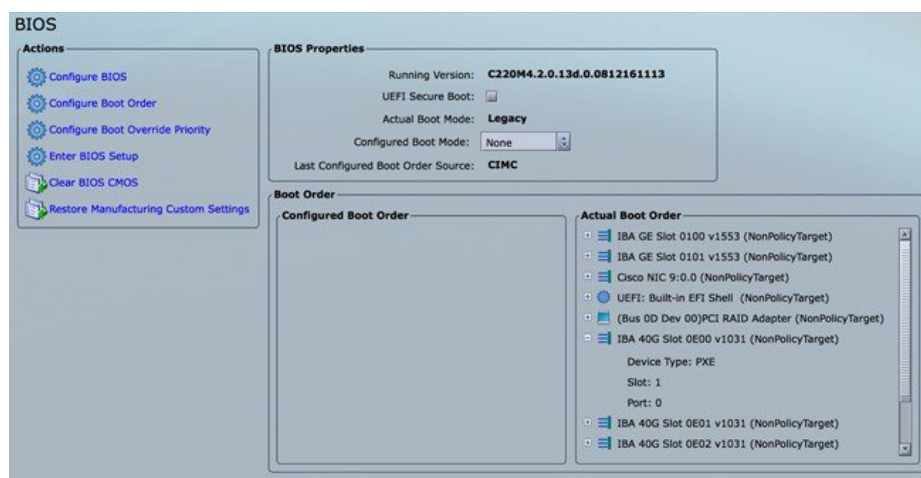 BIOS
Actions
Configure BIOS
Configure Boot Order
Configure Boot Override Priority
Enter BIOS Setup
Clear BIOS CMOS
Restore Manufacturing Custom Settings
BIOS Properties
Running Version: C220M4.2.0.13d.0.0812161113
UEFI Secure Boot:
Actual Boot Mode: Legacy
Configured Boot Mode: None
Last Configured Boot Order Source: CIMC
Boot Order
Configured Boot Order
Actual Boot Order
IBA GE Slot 0100 v1553 (NonPolicyTarget)
IBA GE Slot 0101 v1553 (NonPolicyTarget)
Cisco NIC 9:0.0 (NonPolicyTarget)
UEFI: Built-in EFI Shell (NonPolicyTarget)
(Bus 0D Dev 00)PCI RAID Adapter (NonPolicyTarget)
IBA 40G Slot 0E00 v1031 (NonPolicyTarget)
Device Type: PXE
Slot: 1
Port: 0
IBA 40G Slot 0E01 v1031 (NonPolicyTarget)
IBA 40G Slot 0E02 v1031 (NonPolicyTarget)